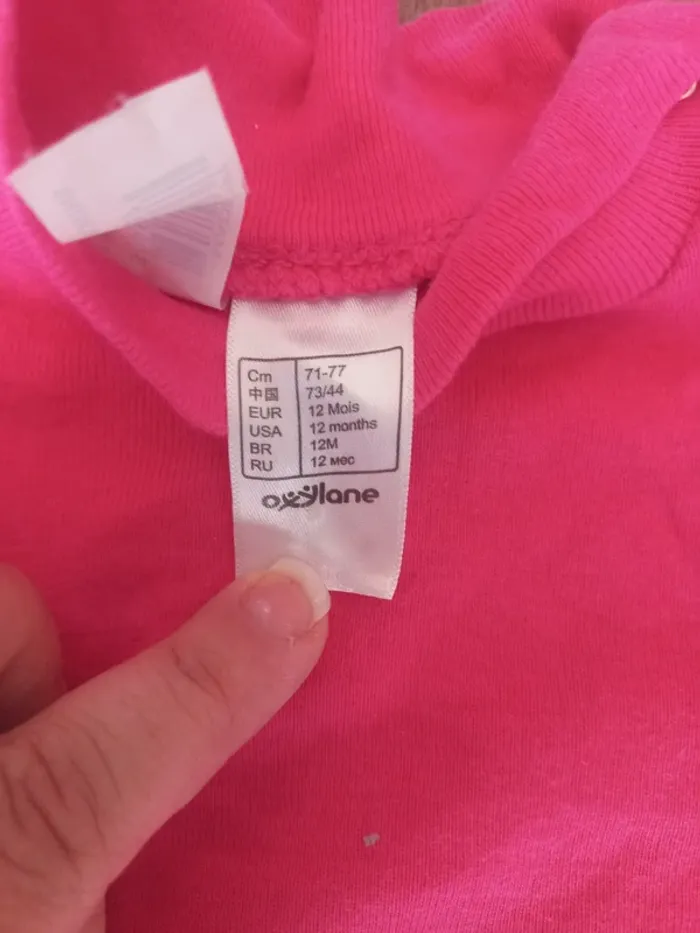 Cm 71-77
中国 73/44
EUR 12 Mois
USA 12 months
BR 12M
RU 12 мес
oxylane